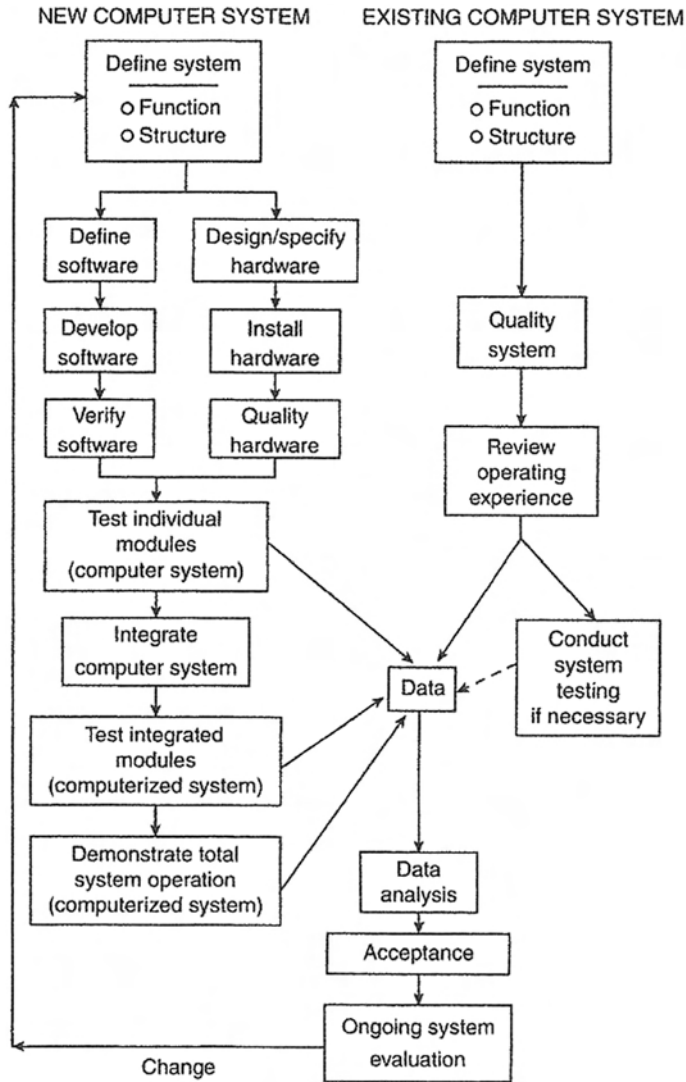 NEW COMPUTER SYSTEM
Define system
Function
Structure
Define
software
Design/specify
hardware
Develop
software
Install
hardware
Verify
software
Quality
hardware
Test individual
modules
(computer system)
Integrate
computer system
Test integrated
modules
(computerized system)
Demonstrate total
system operation
(computerized system)
EXISTING COMPUTER SYSTEM
Define system
Function
Structure
Quality
system
Review
operating
experience
Conduct
system
testing
if necessary
Data
Data
analysis
Acceptance
Ongoing system
evaluation
Change